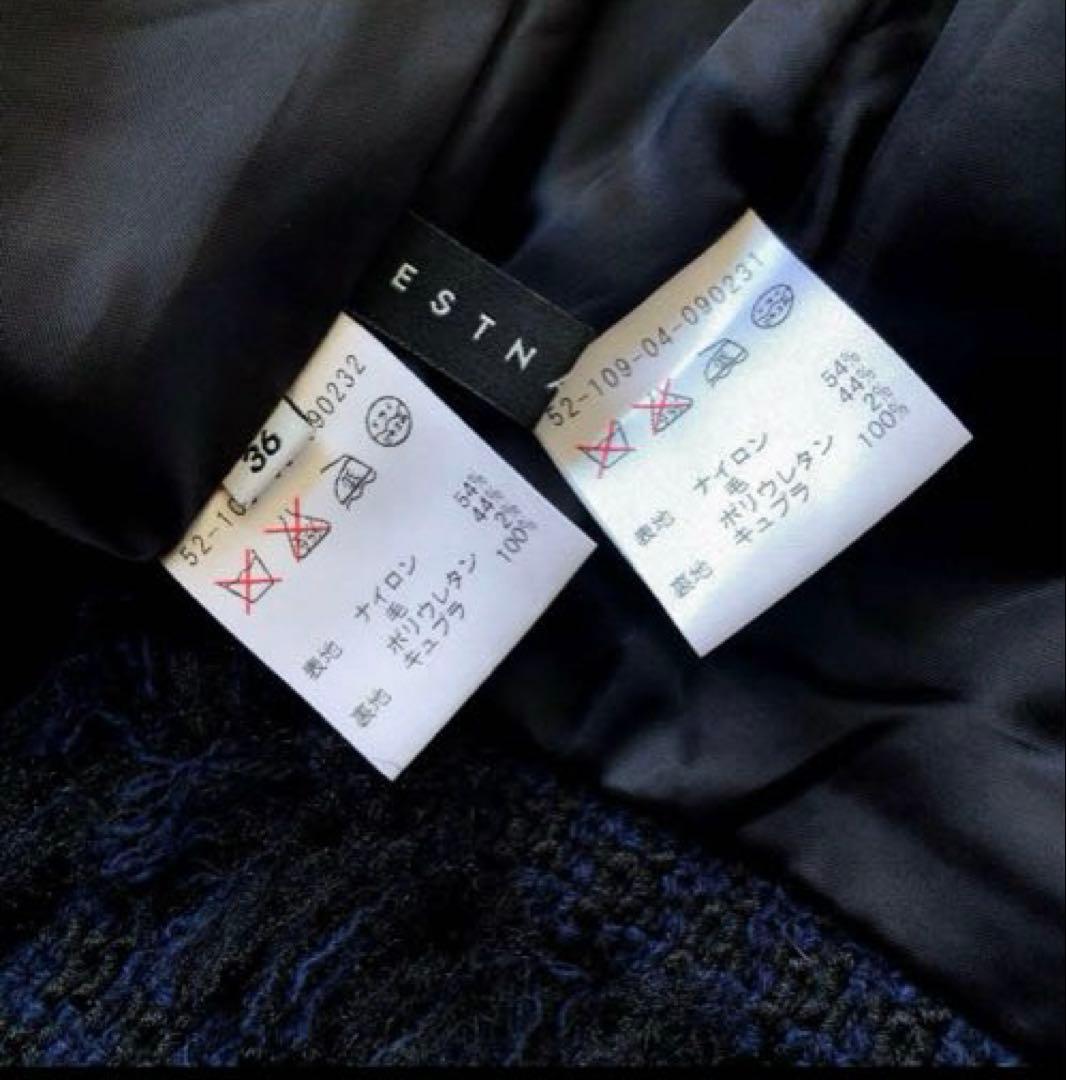 ESTN
36
52-10
90232
表地 ナイロン 54%
毛 44%
ポリウレタン 2%
裏地 キュプラ 100%
52-109-04-090231
表地 ナイロン 54%
毛 44%
ポリウレタン 2%
裏地 キュプラ 100%